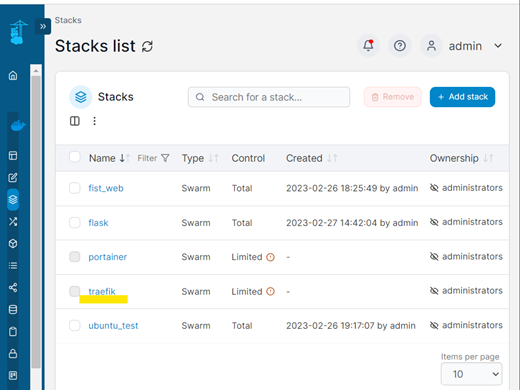 Stacks
Stacks list
admin
Stacks
Search for a stack...
Remove
+ Add stack
Name Filter Type Control Created Ownership
fist_web Swarm Total 2023-02-26 18:25:49 by admin administrators
flask Swarm Total 2023-02-27 14:42:04 by admin administrators
portainer Swarm Limited - administrators
traefik Swarm Limited - administrators
ubuntu_test Swarm Total 2023-02-26 19:17:07 by admin administrators
Items per page
10